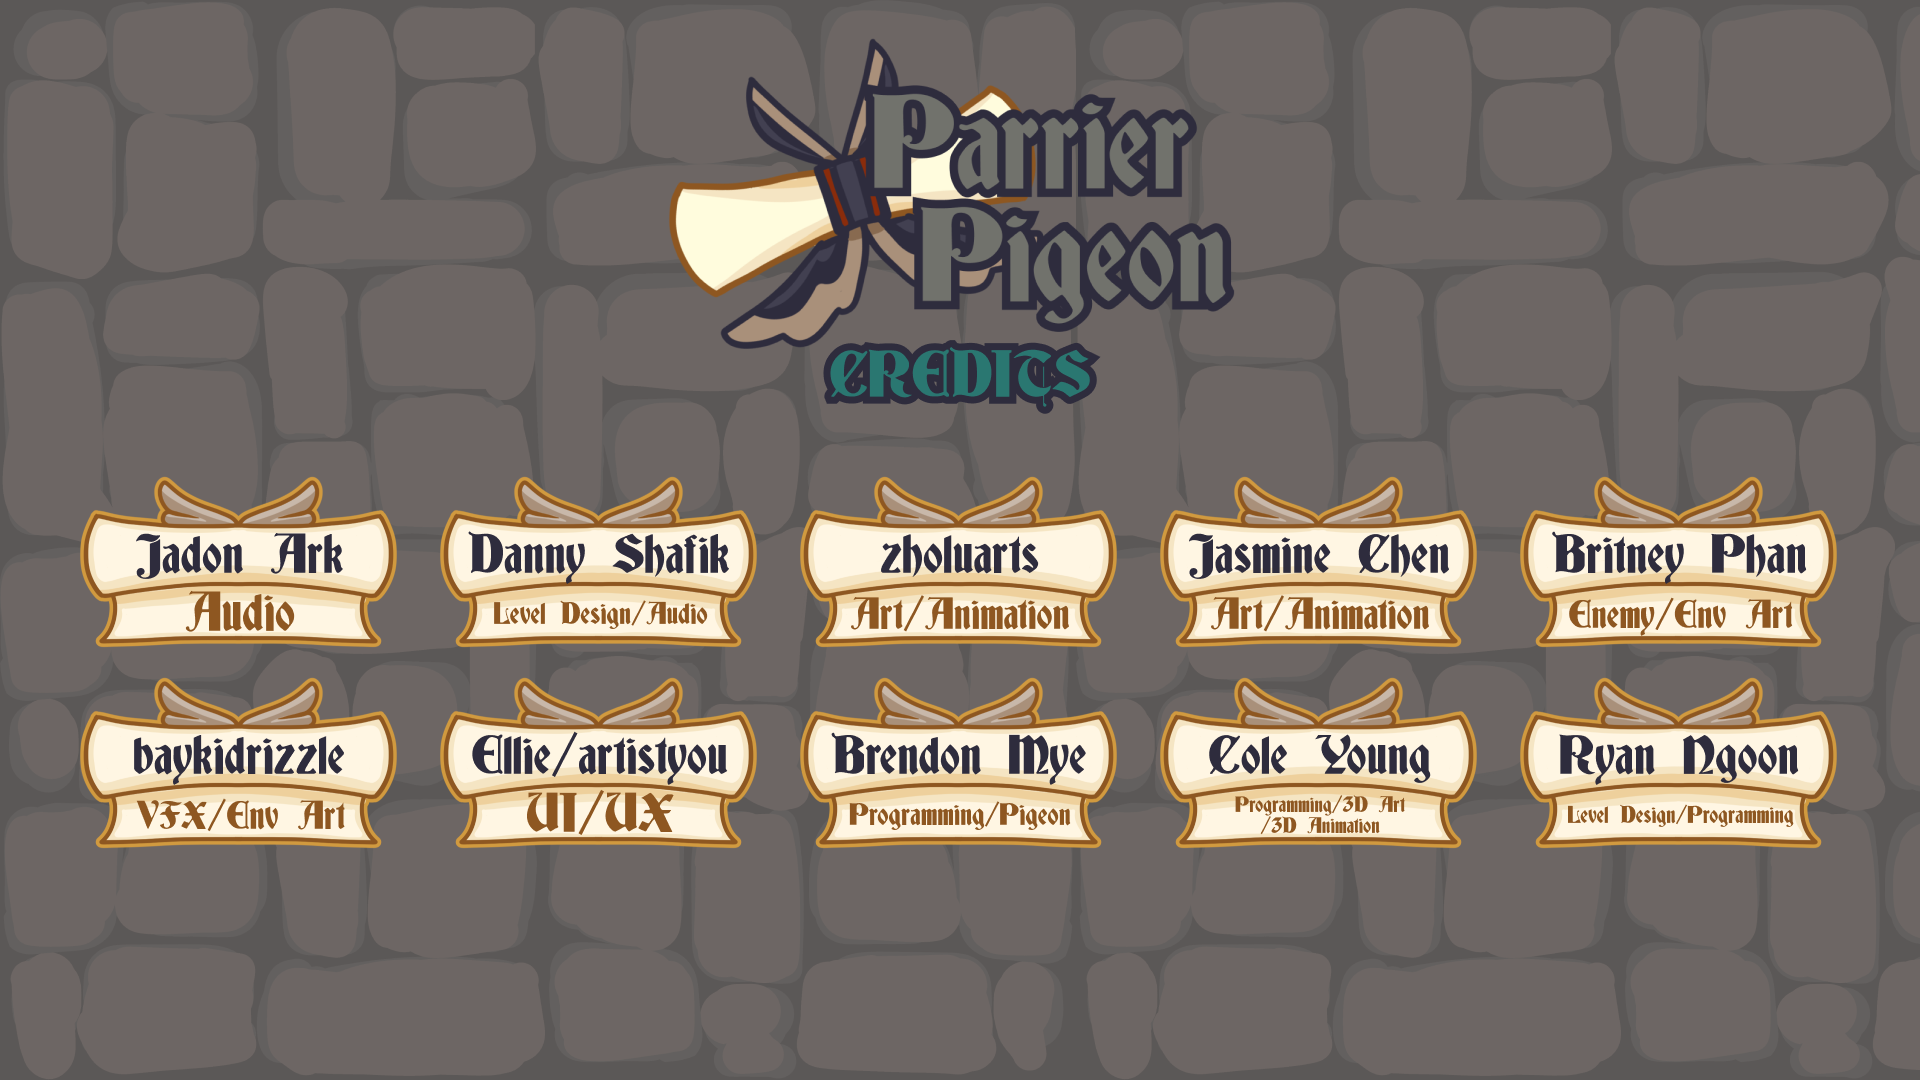 Parrier
Pigeon
CREDITS
Jadon Ark
Audio
Danny Shafik
Level Design/Audio
zholuarts
Art/Animation
Jasmine Chen
Art/Animation
Britney Phan
Enemy/Env Art
baykidrizzle
VFX/Env Art
Ellie/artistyou
UI/UX
Brendon Mye
Programming/Pigeon
Cole Young
Programming/3D Art
/3D Animation
Ryan Ngoon
Level Design/Programming